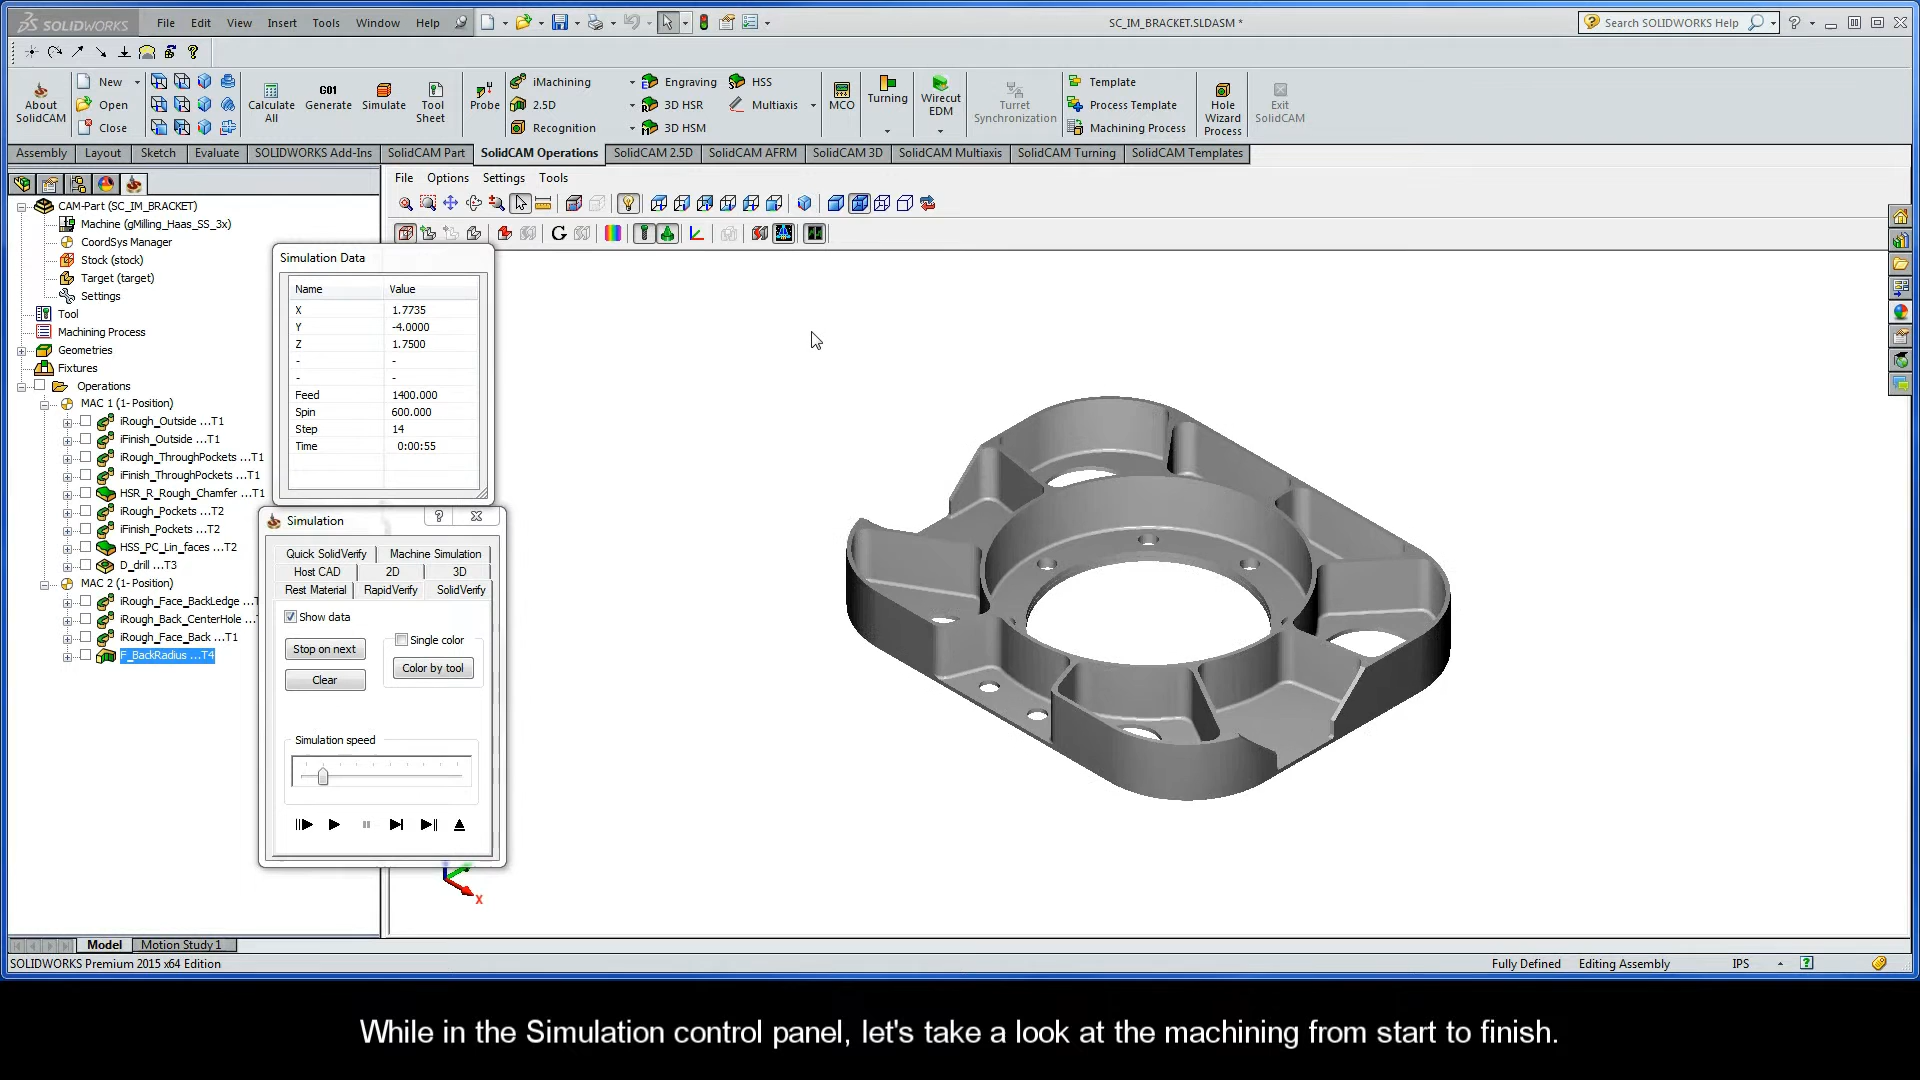 SOLIDWORKS File Edit View Insert Tools Window Help SC_IM_BRACKET.SLDASM * Search SOLIDWORKS Help
About SolidCAM
New
Open
Close
Calculate All
G01 Generate
Simulate
Tool Sheet
Probe
iMachining
2.5D
Recognition
Engraving
3D HSR
3D HSM
HSS
Multiaxis
MCO
Turning
Wirecut EDM
Turret Synchronization
Template
Process Template
Machining Process
Hole Wizard Process
Exit SolidCAM
Assembly Layout Sketch Evaluate SOLIDWORKS Add-Ins SolidCAM Part SolidCAM Operations SolidCAM 2.5D SolidCAM AFRM SolidCAM 3D SolidCAM Multiaxis SolidCAM Turning SolidCAM Templates
File Options Settings Tools
CAM-Part (SC_IM_BRACKET)
Machine (gMilling_Haas_SS_3x)
CoordSys Manager
Stock (stock)
Target (target)
Settings
Tool
Machining Process
Geometries
Fixtures
Operations
MAC 1 (1- Position)
iRough_Outside ...T1
iFinish_Outside ...T1
iRough_ThroughPockets ...T1
iFinish_ThroughPockets ...T1
HSR_R_Rough_Chamfer ...T1
iRough_Pockets ...T2
iFinish_Pockets ...T2
HSS_PC_Lin_faces ...T2
D_drill ...T3
MAC 2 (1- Position)
iRough_Face_BackLedge ...T
iRough_Back_CenterHole ...
iRough_Face_Back ...T1
F_BackRadius ...T4
Simulation Data
Name Value
X 1.7735
Y -4.0000
Z 1.7500
- -
- -
Feed 1400.000
Spin 600.000
Step 14
Time 0:00:55
Simulation ?
Quick SolidVerify Machine Simulation
Host CAD 2D 3D
Rest Material RapidVerify SolidVerify
Show data
Stop on next
Single color
Color by tool
Clear
Simulation speed
X
Model Motion Study 1
SOLIDWORKS Premium 2015 x64 Edition Fully Defined Editing Assembly IPS
While in the Simulation control panel, let's take a look at the machining from start to finish.